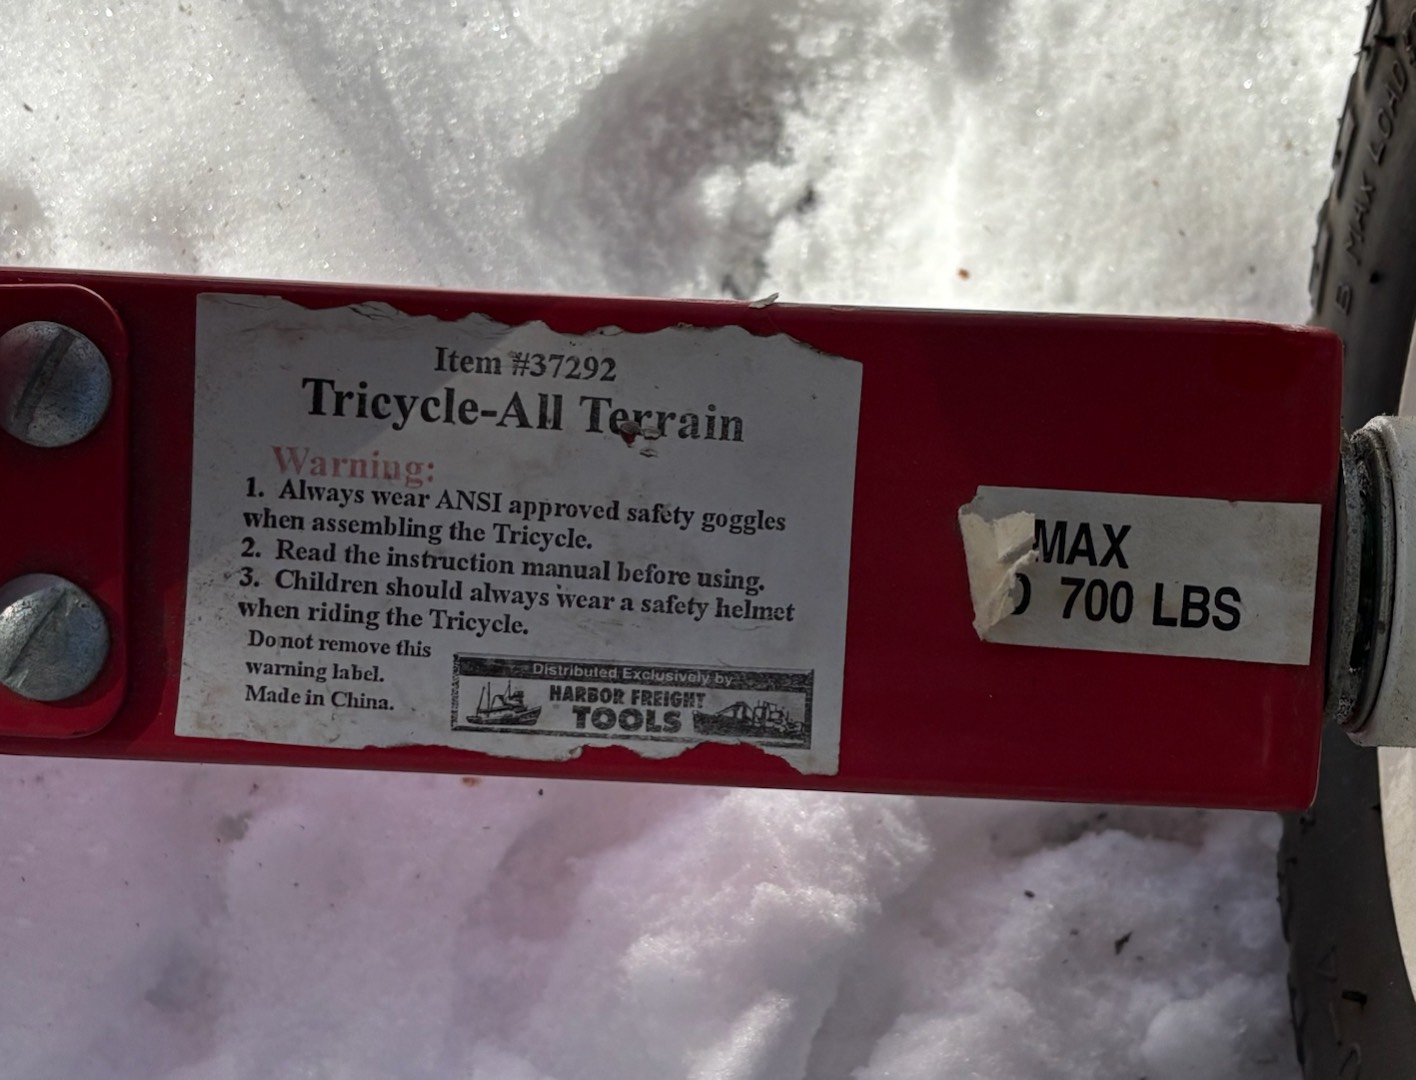 Item #37292
Tricycle-All Terrain
Warning:
1. Always wear ANSI approved safety goggles
when assembling the Tricycle.
2. Read the instruction manual before using.
3. Children should always wear a safety helmet
when riding the Tricycle.
Do not remove this
warning label.
Made in China.
Distributed Exclusively by
HARBOR FREIGHT
TOOLS
MAX
700 LBS
MAX LOAD